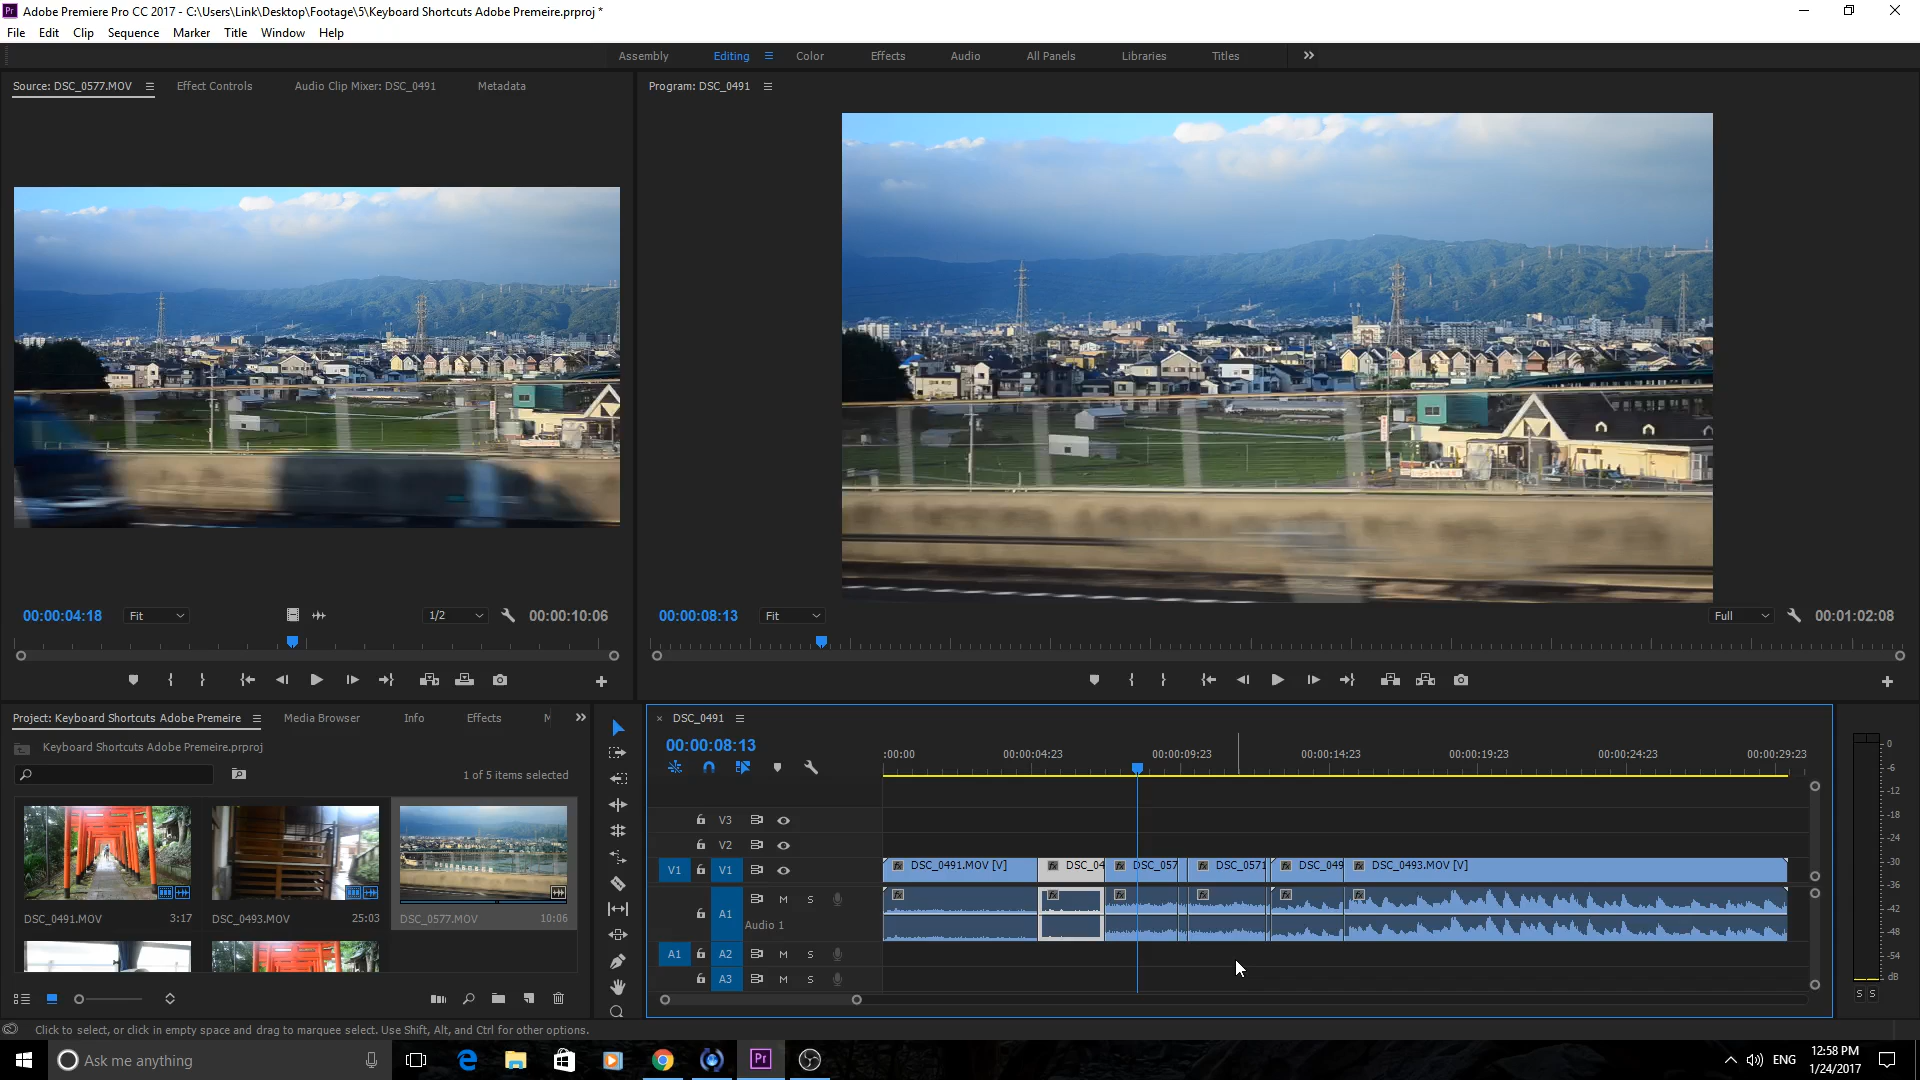 Pr Adobe Premiere Pro CC 2017 - C:\Users\Link\Desktop\Footage\5\Keyboard Shortcuts Adobe Premeire.prproj *
File Edit Clip Sequence Marker Title Window Help
Assembly Editing Color Effects Audio All Panels Libraries Titles
Source: DSC_0577.MOV Effect Controls Audio Clip Mixer: DSC_0491 Metadata
Program: DSC_0491
00:00:04:18 Fit 1/2 00:00:10:06
00:00:08:13 Fit Full 00:01:02:08
Project: Keyboard Shortcuts Adobe Premeire Media Browser Info Effects
Keyboard Shortcuts Adobe Premeire.prproj
1 of 5 items selected
DSC_0491.MOV 3:17
DSC_0493.MOV 25:03
DSC_0577.MOV 10:06
DSC_0491
00:00:08:13
:00:00 00:00:04:23 00:00:09:23 00:00:14:23 00:00:19:23 00:00:24:23 00:00:29:23
V3
V2
V1 V1 DSC_0491.MOV [V] DSC_04 DSC_057 DSC_0571 DSC_049 DSC_0493.MOV [V]
A1 M S
Audio 1
A1 A2 M S
A3 M S
0
-6
-12
-18
-24
-30
-36
-42
-48
-54
dB
S S
Click to select, or click in empty space and drag to marquee select. Use Shift, Alt, and Ctrl for other options.
Ask me anything
Pr
ENG
12:58 PM
1/24/2017